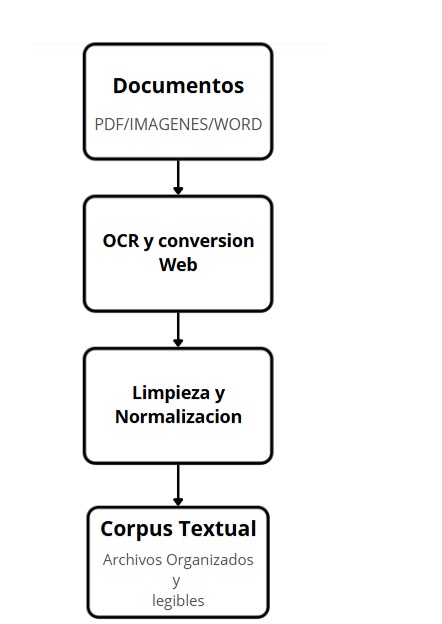 Documentos
PDF/IMAGENES/WORD
OCR y conversion
Web
Limpieza y
Normalizacion
Corpus Textual
Archivos Organizados
y
legibles